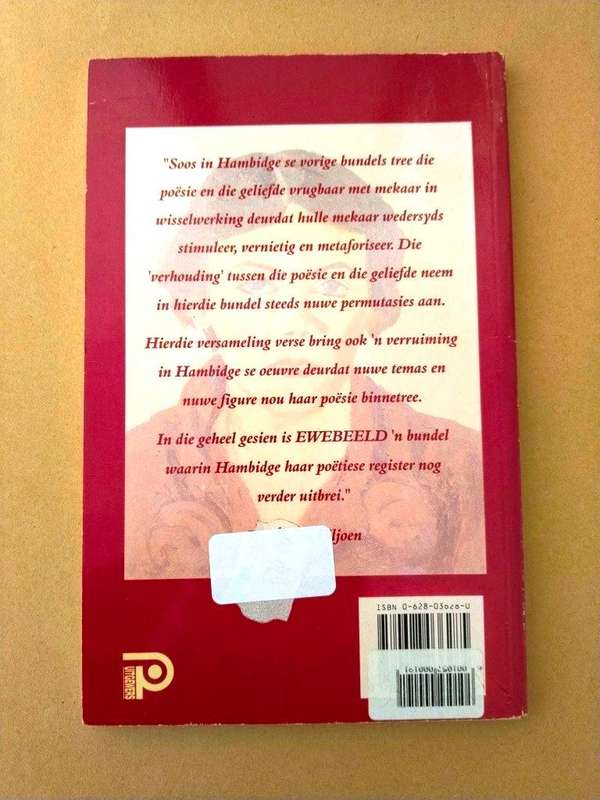 "Soos in Hambidge se vorige bundels tree die
poësie en die geliefde vrugbaar met mekaar in
wisselwerking deurdat hulle mekaar wedersyds
stimuleer, vernietig en metaforiseer. Die
'verhouding' tussen die poësie en die geliefde neem
in hierdie bundel steeds nuwe permutasies aan.
Hierdie versameling verse bring ook 'n verruiming
in Hambidge se oeuvre deurdat nuwe temas en
nuwe figure nou haar poësie binnetree.
In die geheel gesien is EWEBEELD 'n bundel
waarin Hambidge haar poëtiese register nog
verder uitbrei."
ISBN
UITGEWERS